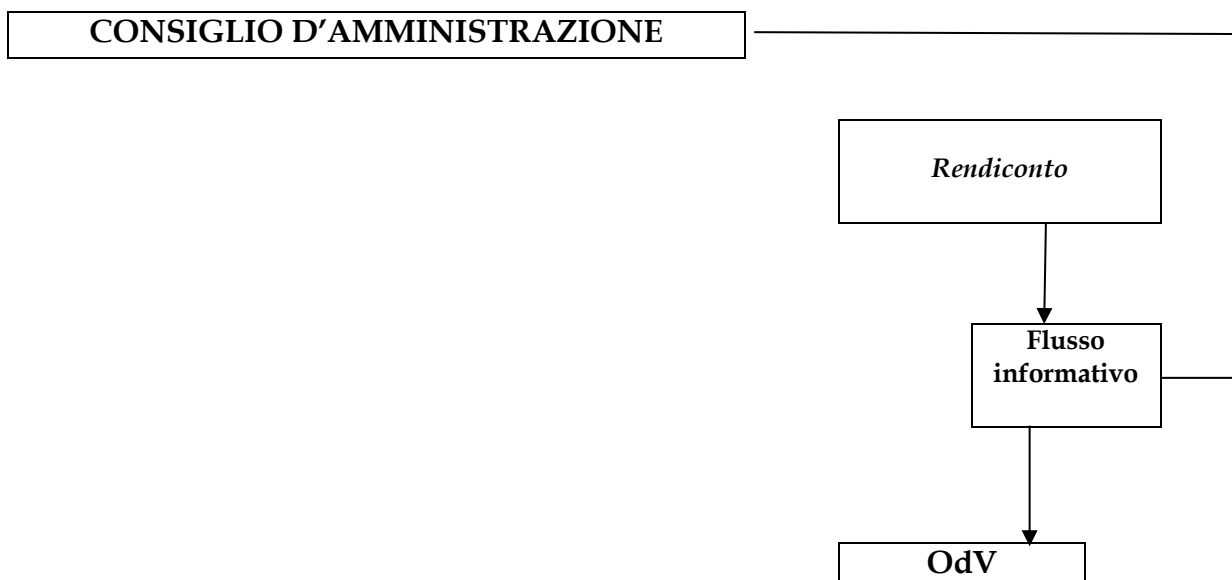 CONSIGLIO D’AMMINISTRAZIONE
Rendiconto
Flusso
informativo
OdV